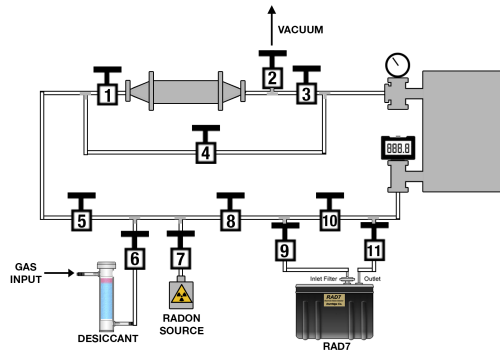 VACUUM
1
2
3
4
888.8
5
8
10
6
7
9
11
GAS
INPUT
Inlet Filter
Outlet
RAD7
DESICCANT
RADON
SOURCE
RAD7